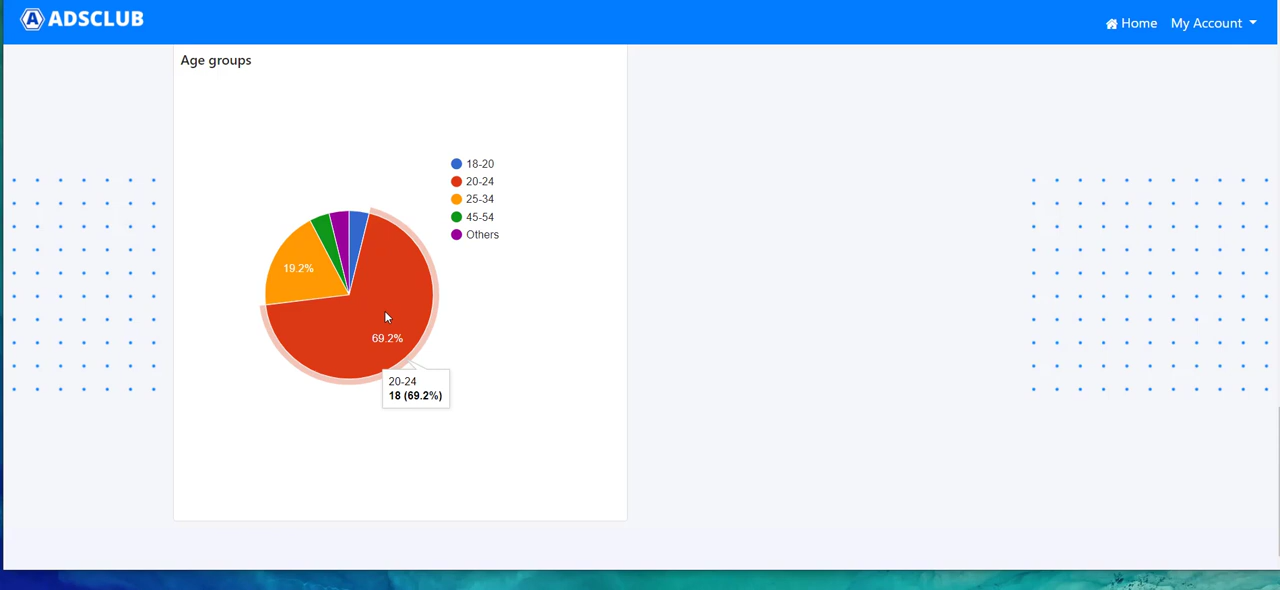 ADSCLUB
Home My Account
Age groups
18-20
20-24
25-34
45-54
Others
19.2%
69.2%
20-24
18 (69.2%)